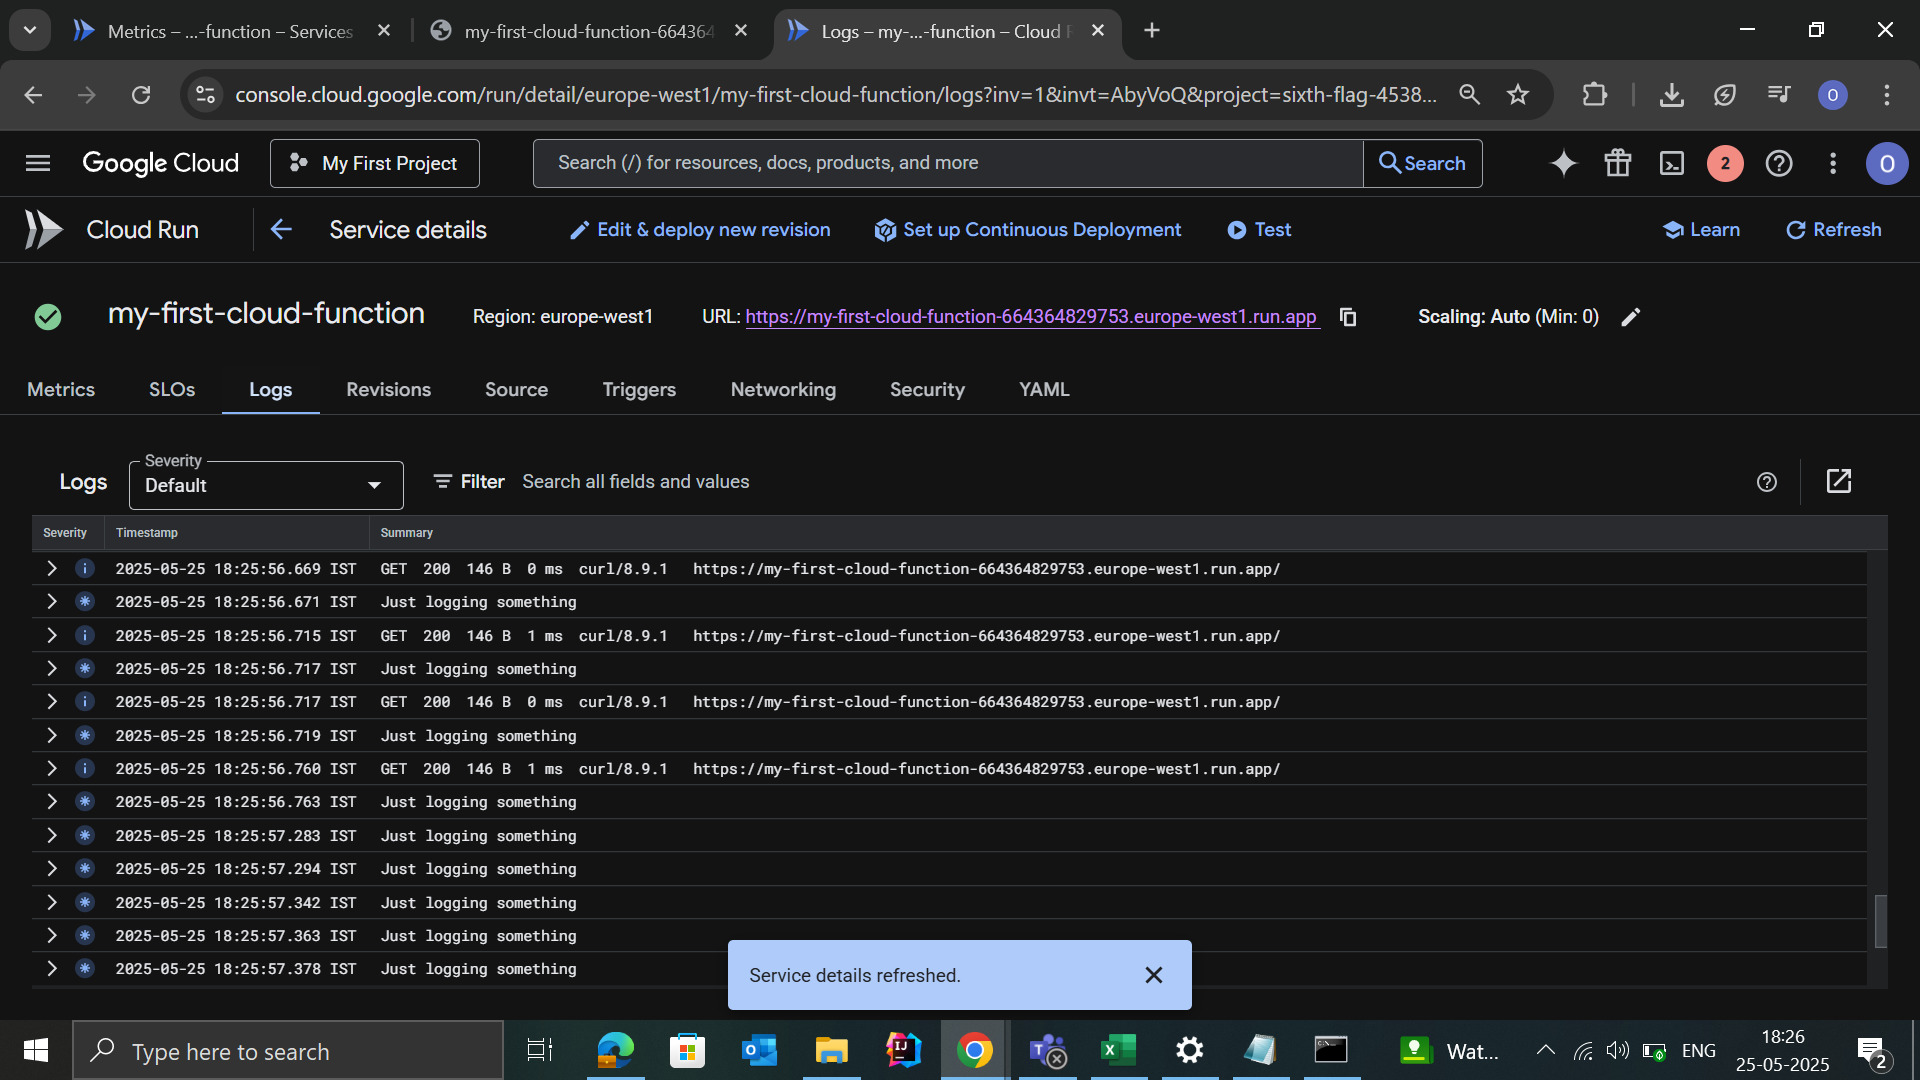 Metrics – ...-function – Services
my-first-cloud-function-664364
Logs – my-...-function – Cloud R
console.cloud.google.com/run/detail/europe-west1/my-first-cloud-function/logs?inv=1&invt=AbyVoQ&project=sixth-flag-4538...
O
Google Cloud
My First Project
Search (/) for resources, docs, products, and more
Search
2
O
Cloud Run
Service details
Edit & deploy new revision
Set up Continuous Deployment
Test
Learn
Refresh
my-first-cloud-function
Region: europe-west1
URL: https://my-first-cloud-function-664364829753.europe-west1.run.app
Scaling: Auto (Min: 0)
Metrics
SLOs
Logs
Revisions
Source
Triggers
Networking
Security
YAML
Logs
Severity
Default
Filter
Search all fields and values
Severity Timestamp Summary
2025-05-25 18:25:56.669 IST GET 200 146 B 0 ms curl/8.9.1 https://my-first-cloud-function-664364829753.europe-west1.run.app/
2025-05-25 18:25:56.671 IST Just logging something
2025-05-25 18:25:56.715 IST GET 200 146 B 1 ms curl/8.9.1 https://my-first-cloud-function-664364829753.europe-west1.run.app/
2025-05-25 18:25:56.717 IST Just logging something
2025-05-25 18:25:56.717 IST GET 200 146 B 0 ms curl/8.9.1 https://my-first-cloud-function-664364829753.europe-west1.run.app/
2025-05-25 18:25:56.719 IST Just logging something
2025-05-25 18:25:56.760 IST GET 200 146 B 1 ms curl/8.9.1 https://my-first-cloud-function-664364829753.europe-west1.run.app/
2025-05-25 18:25:56.763 IST Just logging something
2025-05-25 18:25:57.283 IST Just logging something
2025-05-25 18:25:57.294 IST Just logging something
2025-05-25 18:25:57.342 IST Just logging something
2025-05-25 18:25:57.363 IST Just logging something
2025-05-25 18:25:57.378 IST Just logging something
Service details refreshed.
Type here to search
Wat...
ENG
18:26
25-05-2025
2